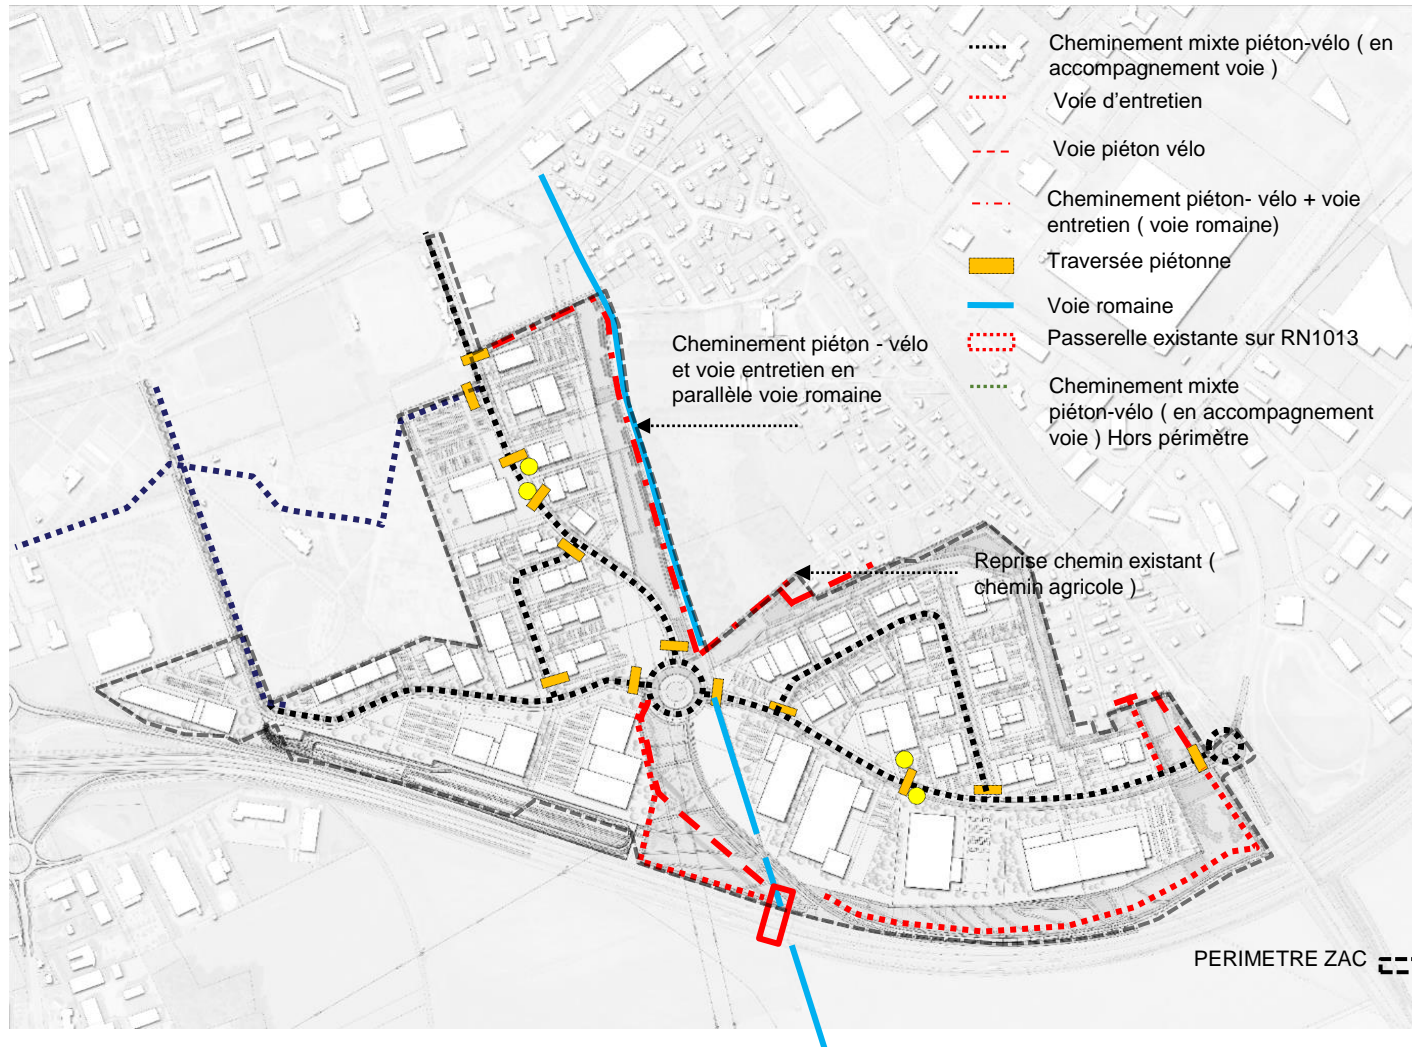 Cheminement mixte piéton-vélo ( en
accompagnement voie )
Voie d'entretien
Voie piéton vélo
Cheminement piéton- vélo + voie
entretien ( voie romaine)
Traversée piétonne
Voie romaine
Passerelle existante sur RN1013
Cheminement mixte
piéton-vélo ( en accompagnement
voie ) Hors périmètre
Cheminement piéton - vélo
et voie entretien en
parallèle voie romaine
Reprise chemin existant (
chemin agricole )
PERIMETRE ZAC